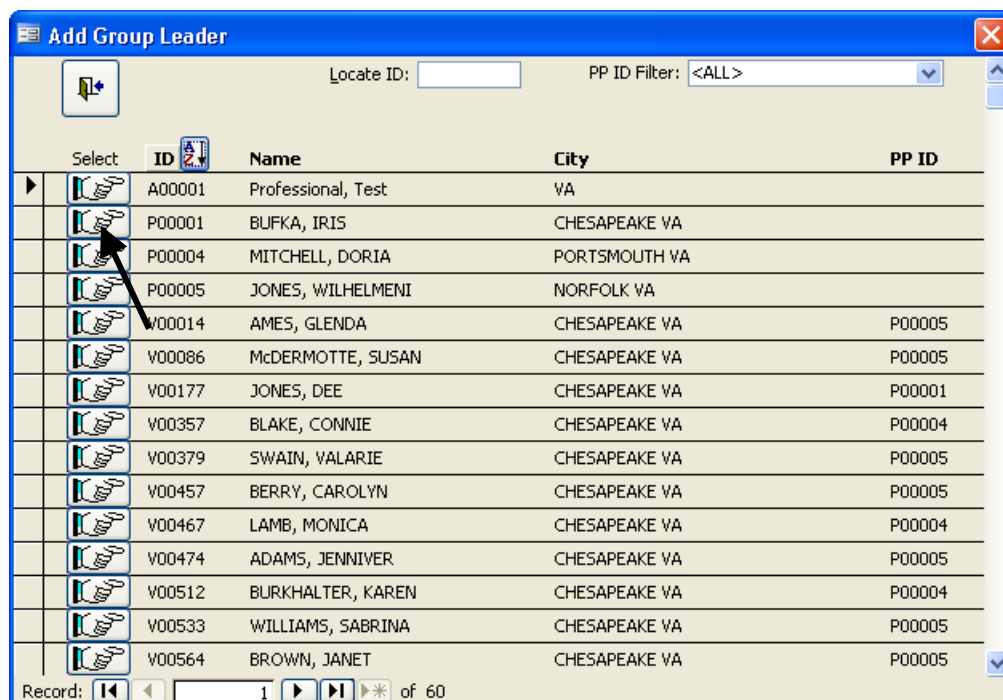 Add Group Leader
Locate ID: PP ID Filter: <ALL>
Select ID A Z Name City PP ID
A00001 Professional, Test VA
P00001 BUFKA, IRIS CHESAPEAKE VA
P00004 MITCHELL, DORIA PORTSMOUTH VA
P00005 JONES, WILHELMENI NORFOLK VA
V00014 AMES, GLENDA CHESAPEAKE VA P00005
V00086 McDERMOTTE, SUSAN CHESAPEAKE VA P00005
V00177 JONES, DEE CHESAPEAKE VA P00001
V00357 BLAKE, CONNIE CHESAPEAKE VA P00004
V00379 SWAIN, VALARIE CHESAPEAKE VA P00005
V00457 BERRY, CAROLYN CHESAPEAKE VA P00005
V00467 LAMB, MONICA CHESAPEAKE VA P00004
V00474 ADAMS, JENNIVER CHESAPEAKE VA P00005
V00512 BURKHALTER, KAREN CHESAPEAKE VA P00004
V00533 WILLIAMS, SABRINA CHESAPEAKE VA P00005
V00564 BROWN, JANET CHESAPEAKE VA P00005
Record: 1 of 60